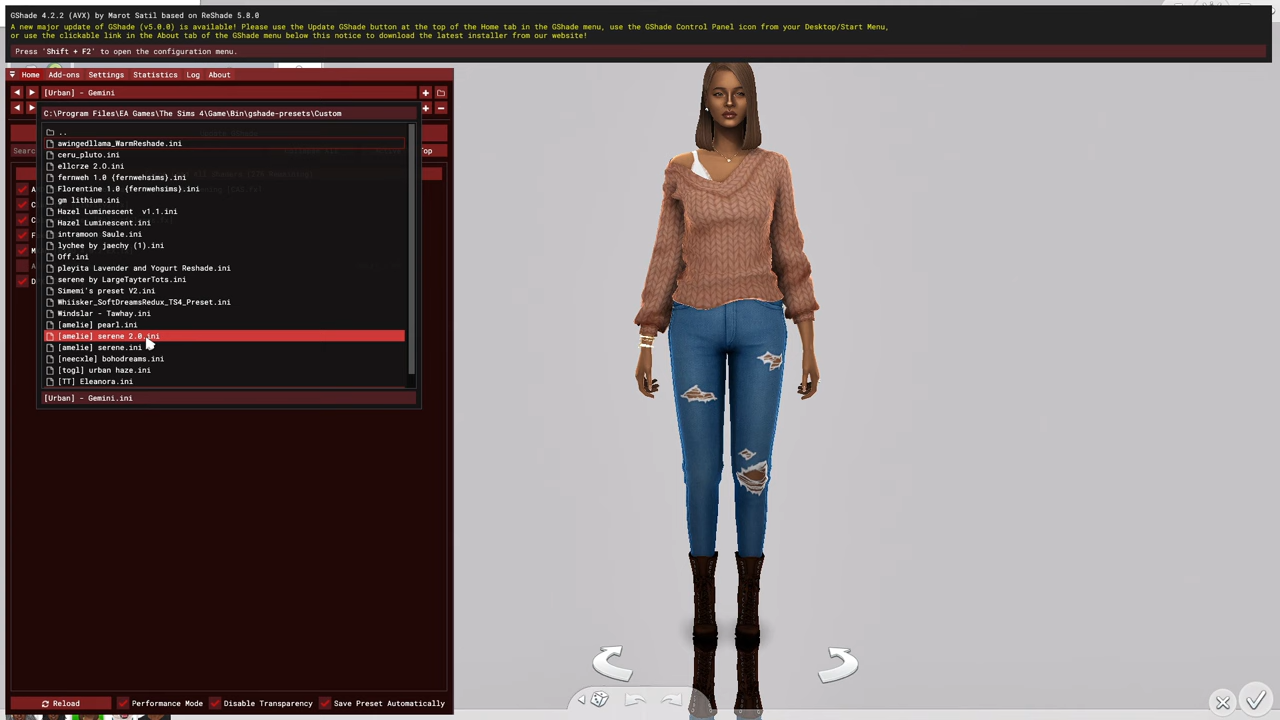 GShade 4.2.2 (AVX) by Marot Satil based on ReShade 5.8.0
A new major update of GShade (v5.0.0) is available! Please use the Update GShade button at the top of the Home tab in the GShade menu, use the GShade Control Panel icon from your Desktop/Start Menu,
or use the clickable link in the About tab of the GShade menu below this notice to download the latest installer from our website!
Press 'Shift + F2' to open the configuration menu.
Home Add-ons Settings Statistics Log About
[Urban] - Gemini
C:\Program Files\EA Games\The Sims 4\Game\Bin\gshade-presets\Custom
..
awingedllama_WarmReshade.ini
ceru_pluto.ini
Searc
Top
ellcrze 2.0.ini
fernweh 1.0 (fernwehsims).ini
Florentine 1.0 (fernwehsims).ini
gm lithium.ini
Hazel Luminescent v1.1.ini
Hazel Luminescent.ini
intramoon Saule.ini
lychee by jaechy (1).ini
Off.ini
pleyita Lavender and Yogurt Reshade.ini
serene by LargeTayterTots.ini
Simemi's preset V2.ini
Whiisker_SoftDreamsRedux_TS4_Preset.ini
Windslar - Tawhay.ini
[amelie] pearl.ini
[amelie] serene 2.0.ini
[amelie] serene.ini
[neecxle] bohodreams.ini
[togl] urban haze.ini
[TT] Eleanora.ini
[Urban] - Gemini.ini
Reload Performance Mode Disable Transparency Save Preset Automatically